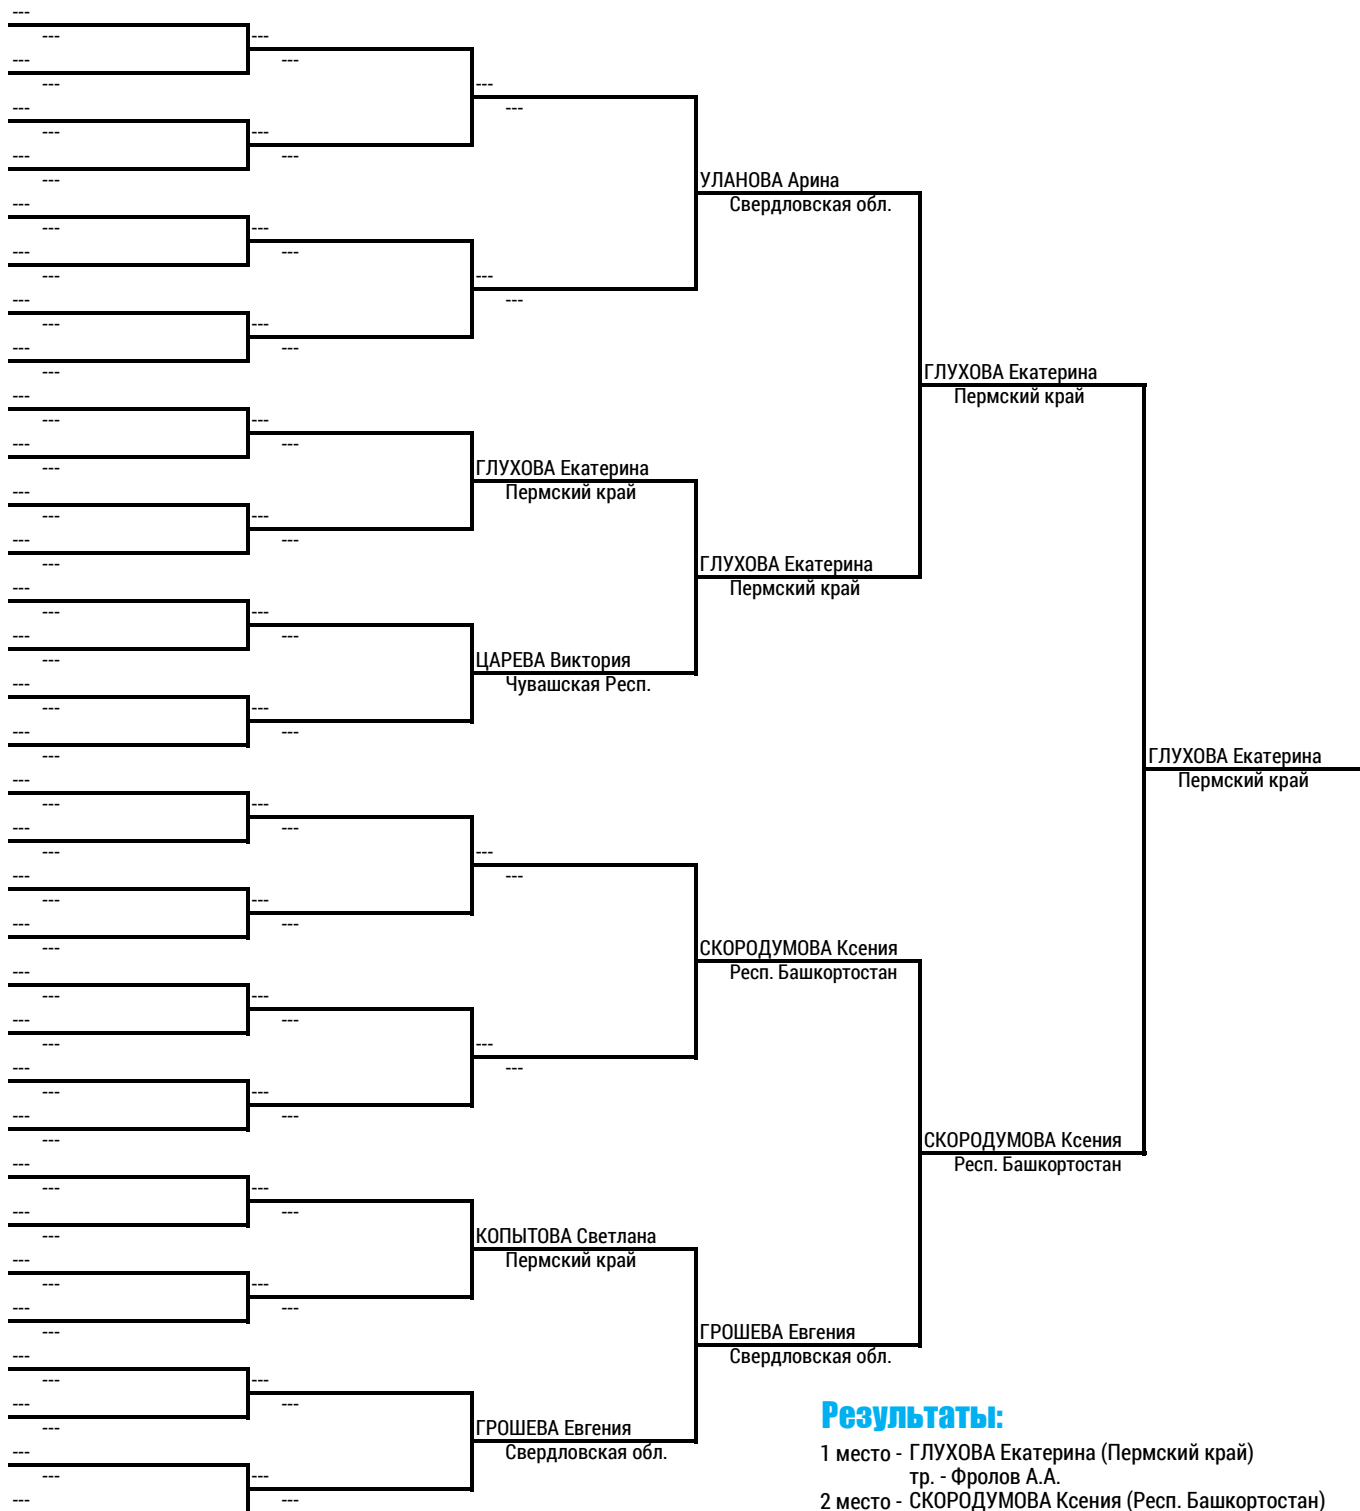 УЛАНОВА Арина
Свердловская обл.
ГЛУХОВА Екатерина
Пермский край
ГЛУХОВА Екатерина
Пермский край
ГЛУХОВА Екатерина
Пермский край
ЦАРЕВА Виктория
Чувашская Респ.
ГЛУХОВА Екатерина
Пермский край
СКОРОДУМОВА Ксения
Респ. Башкортостан
СКОРОДУМОВА Ксения
Респ. Башкортостан
КОПЫТОВА Светлана
Пермский край
ГРОШЕВА Евгения
Свердловская обл.
ГРОШЕВА Евгения
Свердловская обл.
Результаты:
1 место - ГЛУХОВА Екатерина (Пермский край)
тр. - Фролов А.А.
2 место - СКОРОДУМОВА Ксения (Респ. Башкортостан)